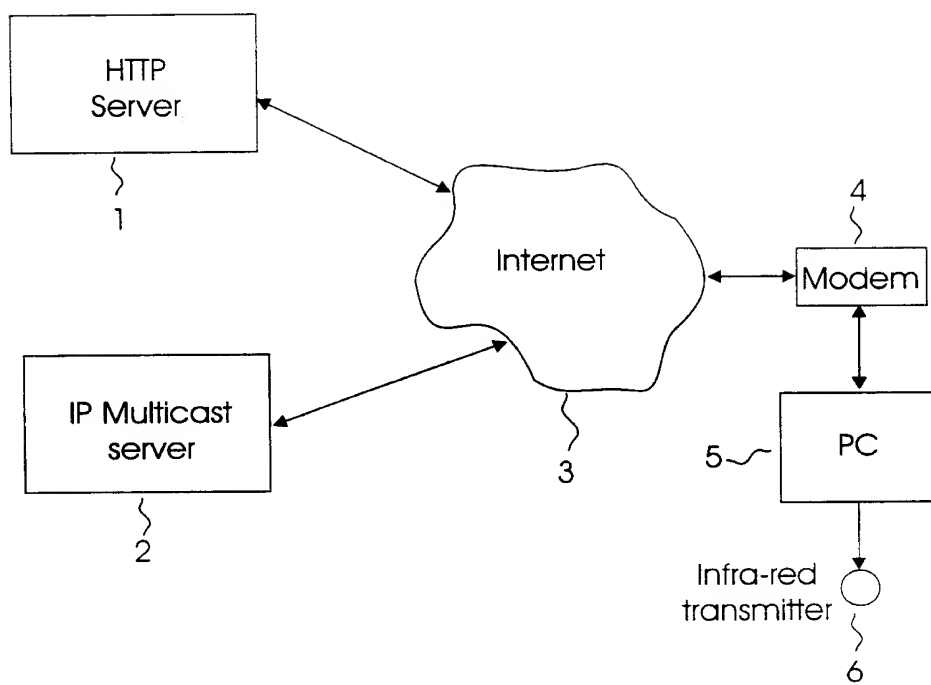 HTTP
Server
1
IP Multicast
server
2
Internet
3
4
Modem
5
PC
Infra-red
transmitter
6